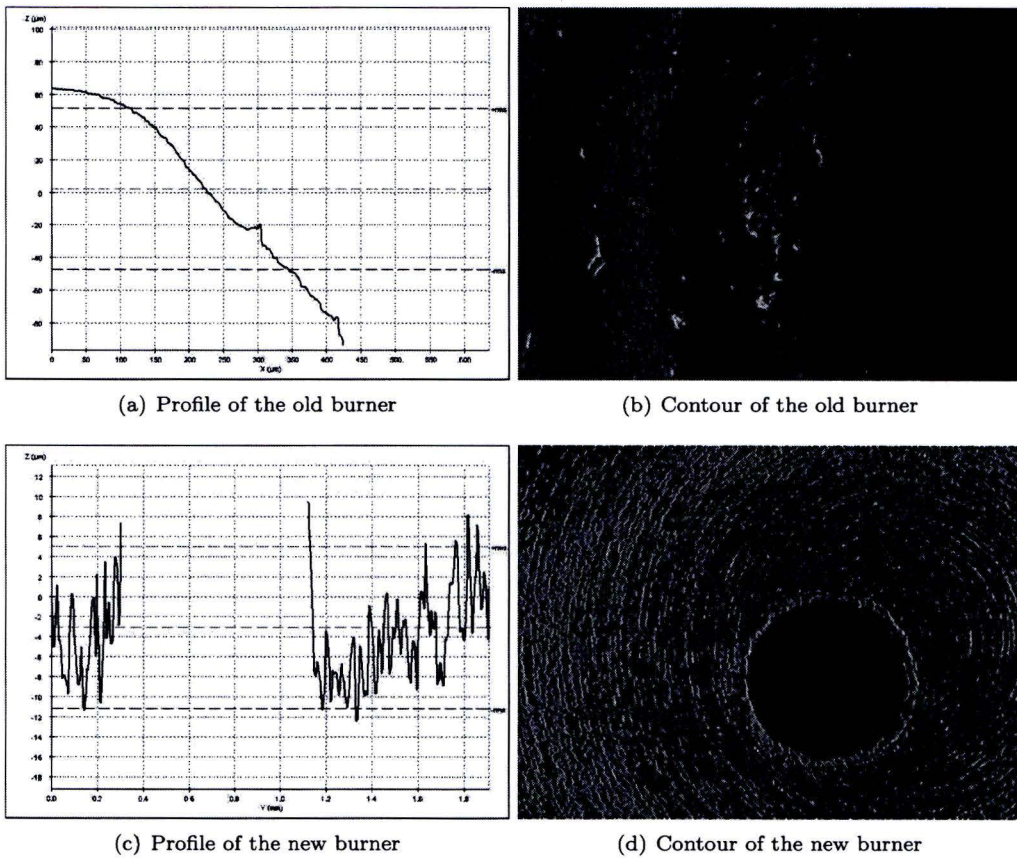 Z (µm)
100
80
60
40
20
0
-20
-40
-60
-80
0 50 100 150 200 250 300 350 400 450 500 550 600
X (µm)
(a) Profile of the old burner
(b) Contour of the old burner
Z (µm)
12
10
8
6
4
2
0
-2
-4
-6
-8
-10
-12
-14
-16
-18
0.0 0.2 0.4 0.6 0.8 1.0 1.2 1.4 1.6 1.8
Y (mm)
(c) Profile of the new burner
(d) Contour of the new burner